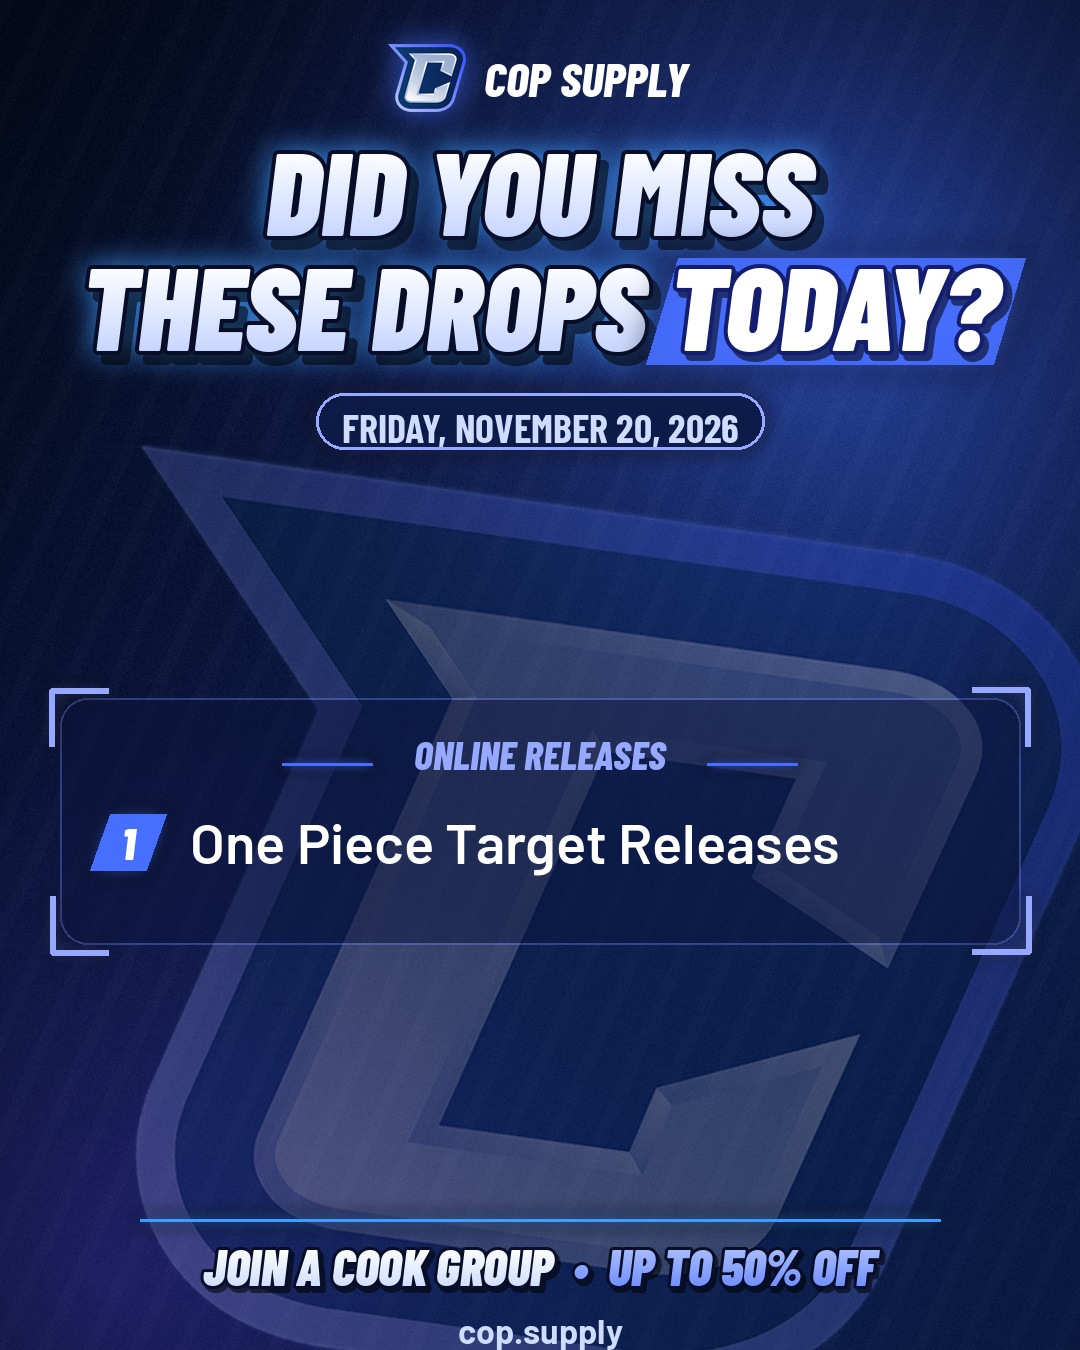 COP SUPPLY
DID YOU MISS
THESE DROPS TODAY?
FRIDAY, NOVEMBER 20, 2026
ONLINE RELEASES
1 One Piece Target Releases
JOIN A COOK GROUP • UP TO 50% OFF
cop.supply